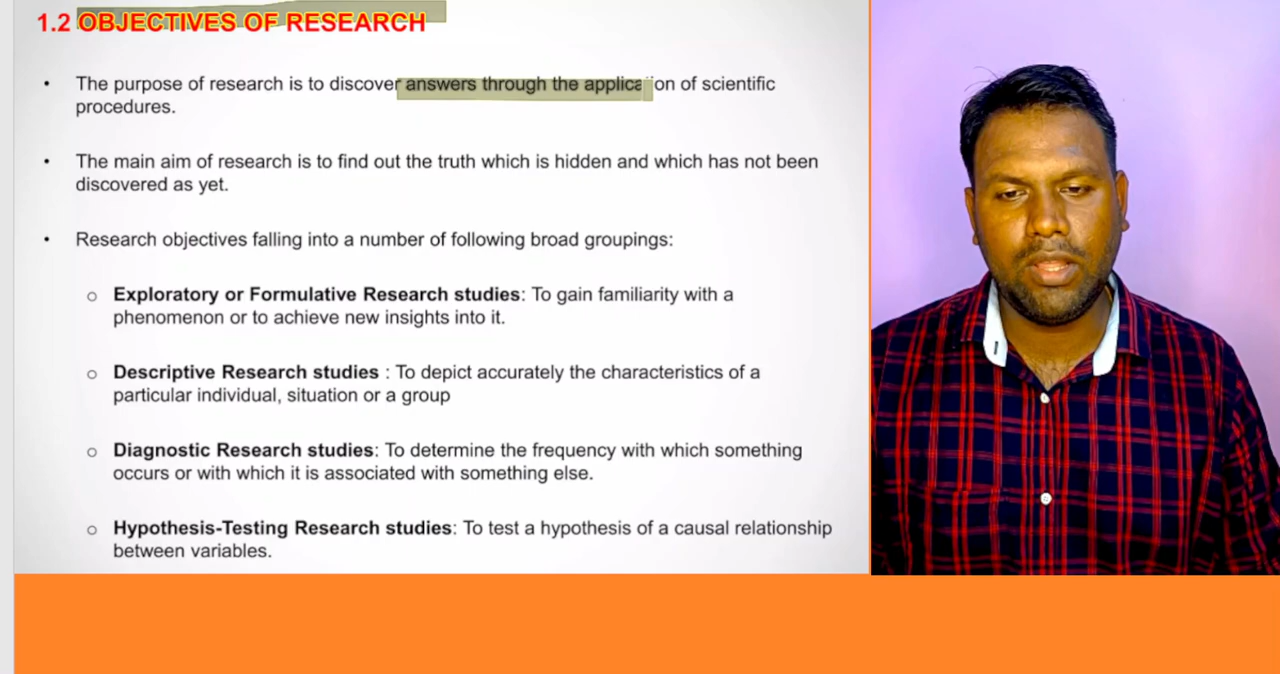 1.2 OBJECTIVES OF RESEARCH
• The purpose of research is to discover answers through the application of scientific
procedures.
• The main aim of research is to find out the truth which is hidden and which has not been
discovered as yet.
• Research objectives falling into a number of following broad groupings:
o Exploratory or Formulative Research studies: To gain familiarity with a
phenomenon or to achieve new insights into it.
o Descriptive Research studies : To depict accurately the characteristics of a
particular individual, situation or a group
o Diagnostic Research studies: To determine the frequency with which something
occurs or with which it is associated with something else.
o Hypothesis-Testing Research studies: To test a hypothesis of a causal relationship
between variables.